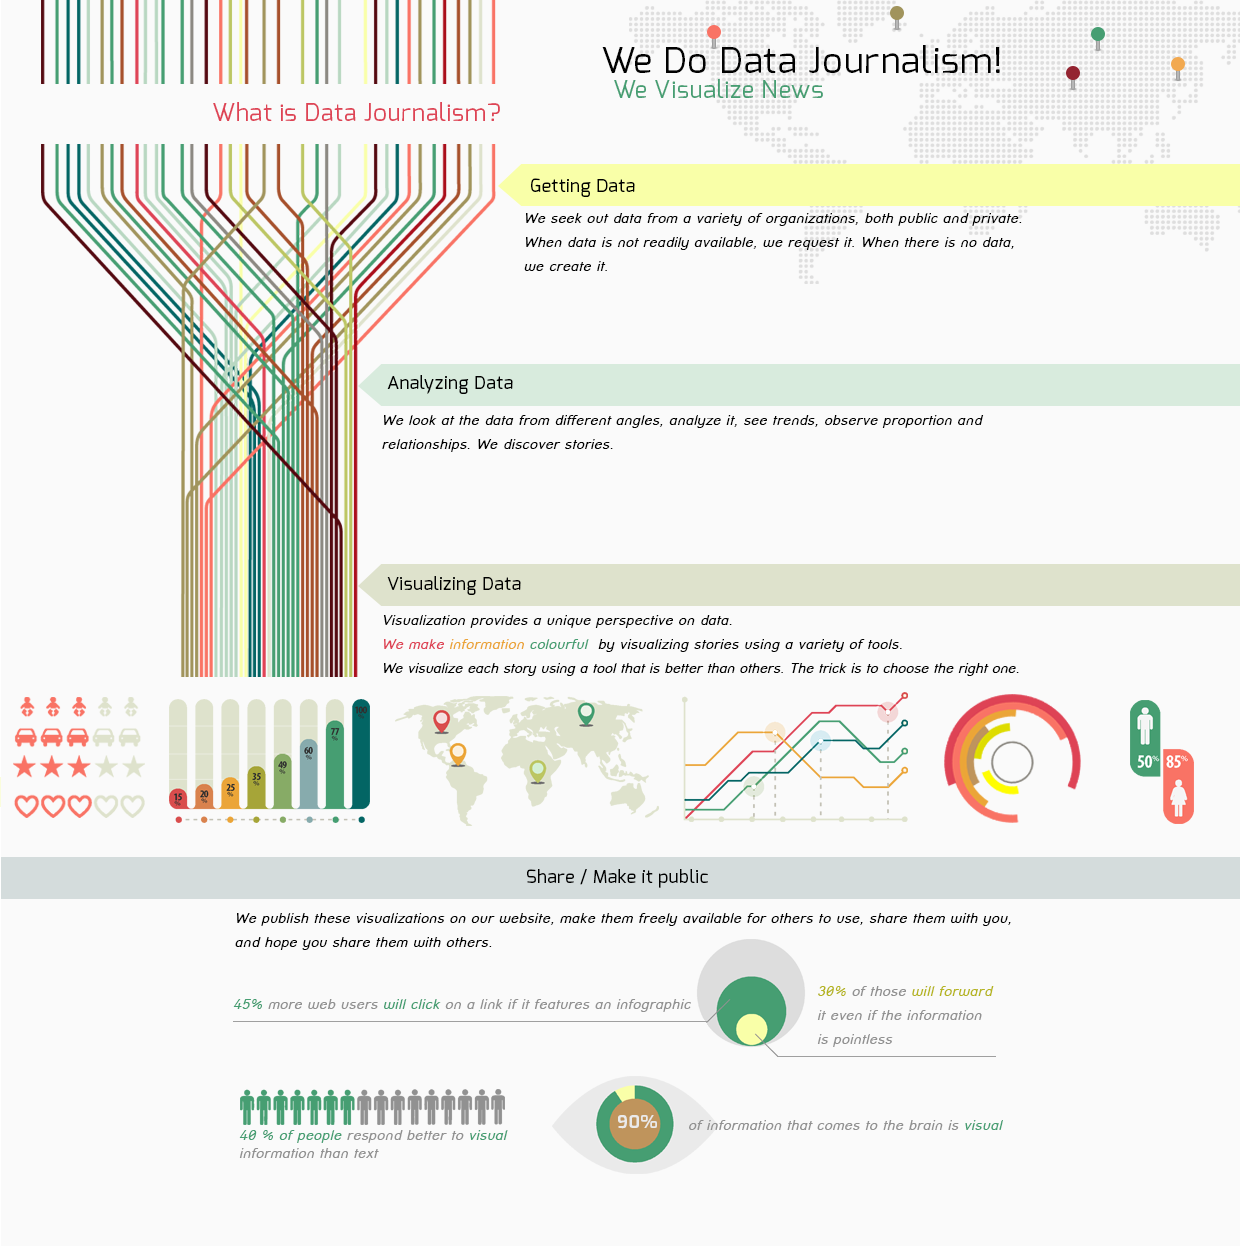 We Do Data Journalism!
We Visualize News
What is Data Journalism?
Getting Data
We seek out data from a variety of organizations, both public and private.
When data is not readily available, we request it. When there is no data,
we create it.
Analyzing Data
We look at the data from different angles, analyze it, see trends, observe proportion and
relationships. We discover stories.
Visualizing Data
Visualization provides a unique perspective on data.
We make information colourful by visualizing stories using a variety of tools.
We visualize each story using a tool that is better than others. The trick is to choose the right one.
15 %
20 %
25 %
35 %
49 %
60 %
77 %
100 %
50%
85%
Share / Make it public
We publish these visualizations on our website, make them freely available for others to use, share them with you,
and hope you share them with others.
45% more web users will click on a link if it features an infographic
30% of those will forward
it even if the information
is pointless
40 % of people respond better to visual
information than text
90%
of information that comes to the brain is visual